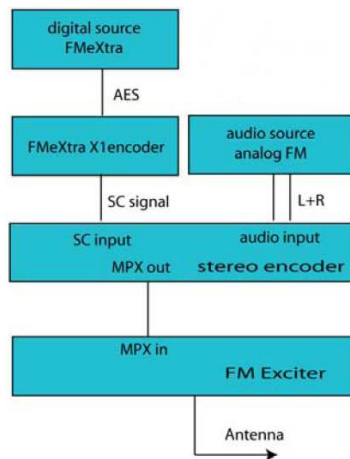 digital source
FMeXtra
AES
FMeXtra X1encoder
audio source
analog FM
SC signal
L+R
SC input
audio input
MPX out
stereo encoder
MPX in
FM Exciter
Antenna